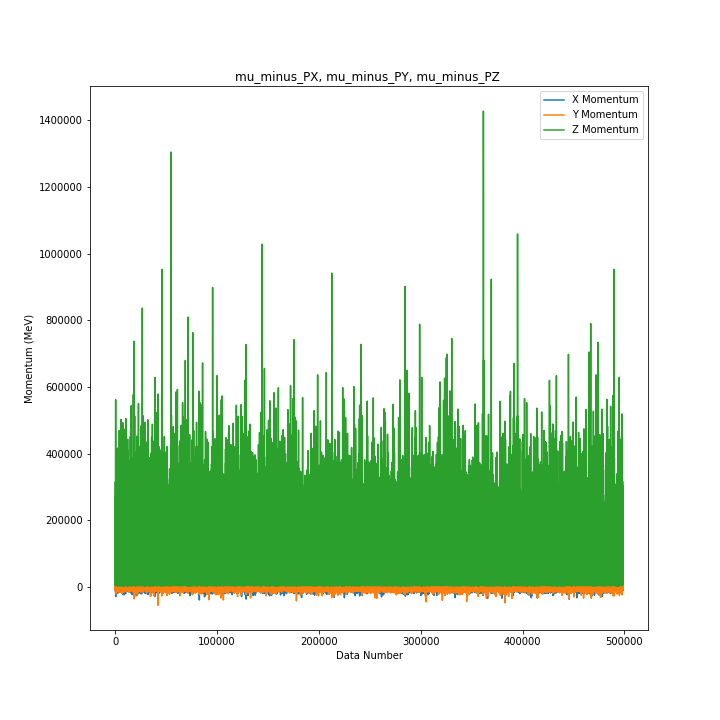 mu_minus_PX, mu_minus_PY, mu_minus_PZ
X Momentum
Y Momentum
Z Momentum
1400000
1200000
1000000
800000
600000
400000
200000
0
Momentum (MeV)
0 100000 200000 300000 400000 500000
Data Number